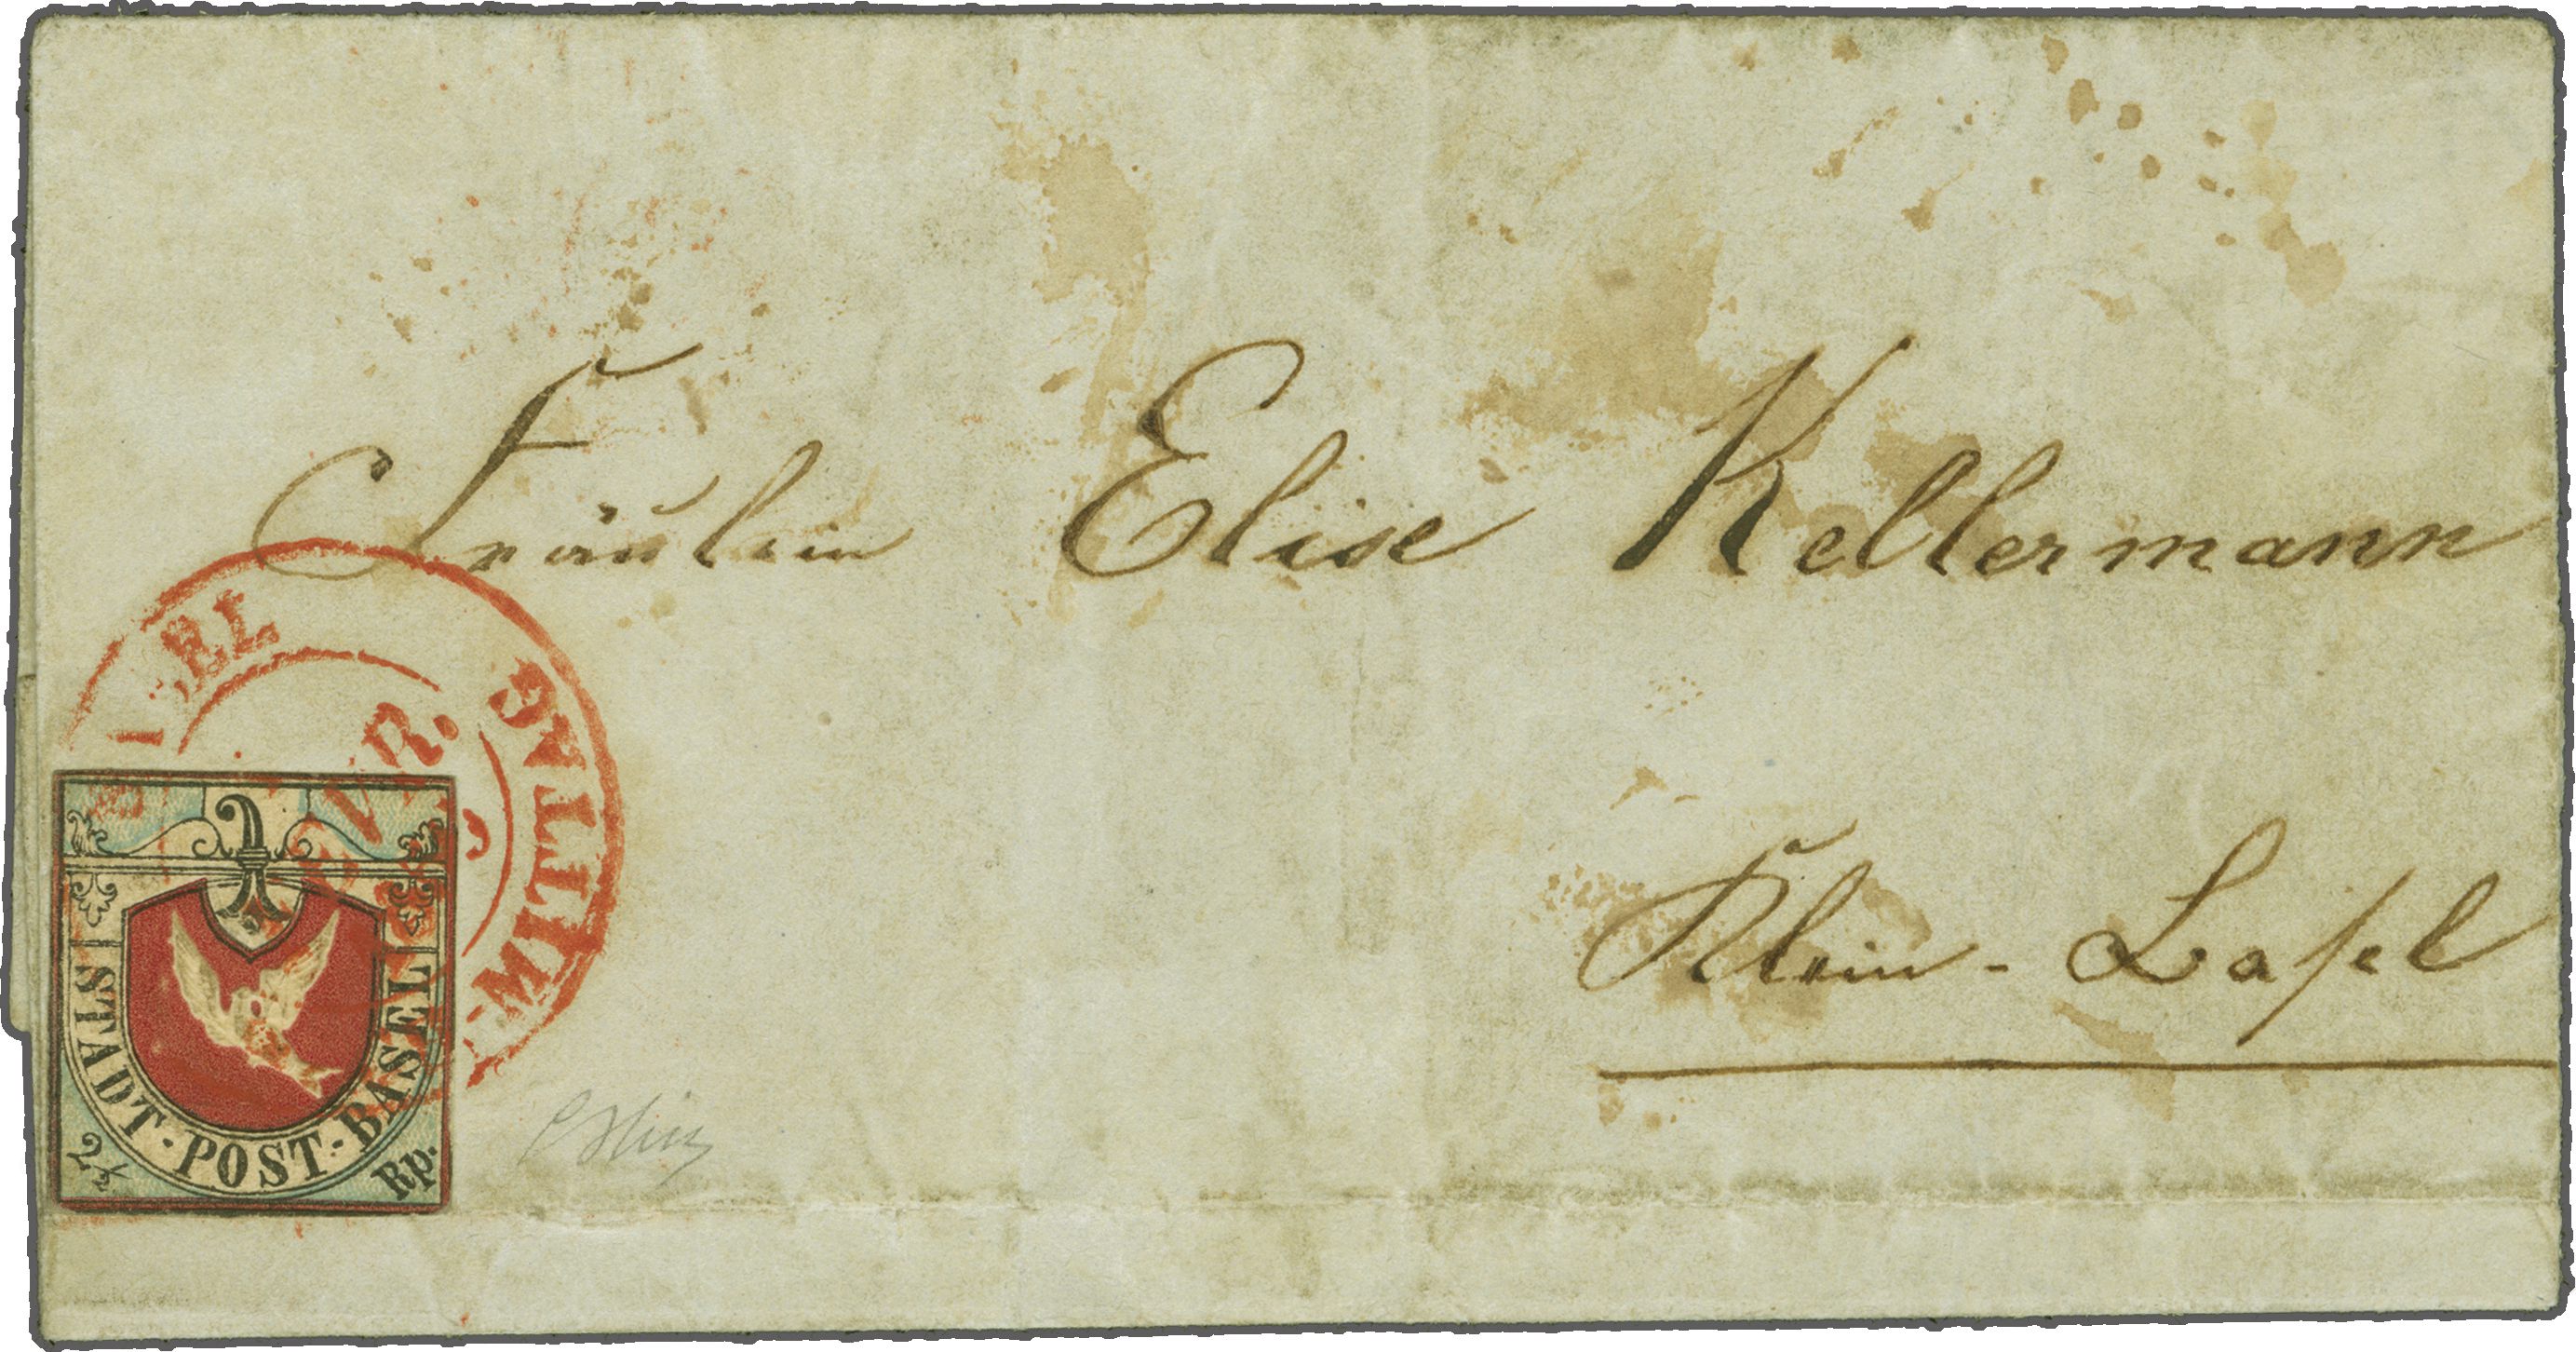 Fräulein Elise Kellermann
Klein-Basel
STADT-POST-BASEL
2½ Rp.